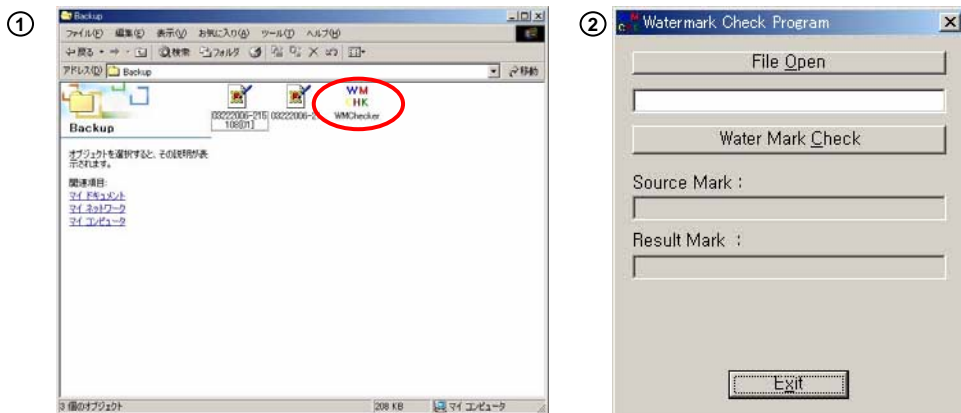 ①
Backup
ファイル(F) 編集(E) 表示(V) お気に入り(A) ツール(T) ヘルプ(H)
戻る 検索 フォルダ
アドレス(D) Backup 移動
Backup
オブジェクトを選択すると、その説明が表
示されます。
関連項目:
マイ ドキュメント
マイ ネットワーク
マイ コンピュータ
03222006-215
108[01]
WM
CHK
WMChecker
3 個のオブジェクト 208 KB マイ コンピュータ
②
Watermark Check Program
File Open
Water Mark Check
Source Mark :
Result Mark :
Exit